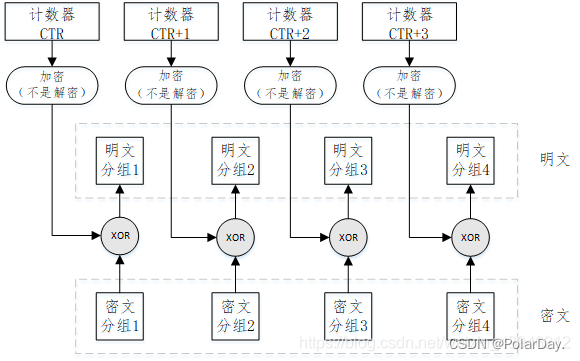 计数器
CTR
计数器
CTR+1
计数器
CTR+2
计数器
CTR+3
加密
（不是解密）
加密
（不是解密）
加密
（不是解密）
加密
（不是解密）
明文
分组1
明文
分组2
明文
分组3
明文
分组4
明文
XOR
XOR
XOR
XOR
密文
分组1
密文
分组2
密文
分组3
密文
分组4
密文
https://blog.csdn.net/
CSDN @PolarDay.